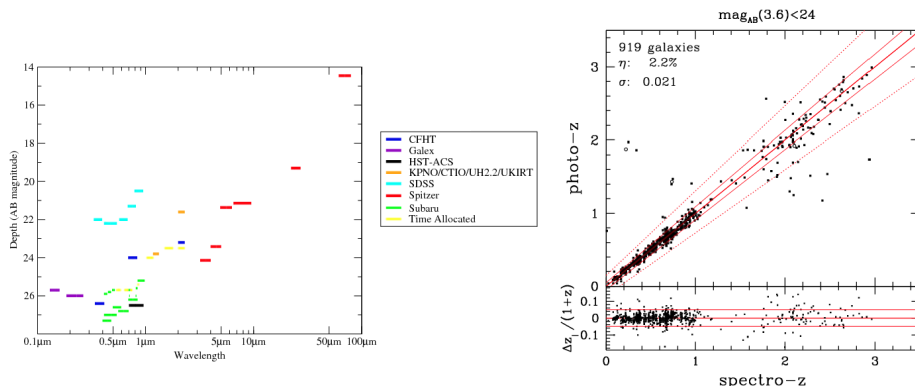 14
16
18
20
22
24
26
Depth (AB magnitude)
0.1μm
0.5μm
1μm
5μm
10μm
50μm
100μm
Wavelength
CFHT
Galex
HST-ACS
KPNO/CTIO/UH2.2/UKIRT
SDSS
Spitzer
Subaru
Time Allocated
mag_AB(3.6)<24
919 galaxies
η: 2.2%
σ: 0.021
3
2
1
0
photo-z
0.1
0
-0.1
Δz/(1+z)
0
1
2
3
spectro-z